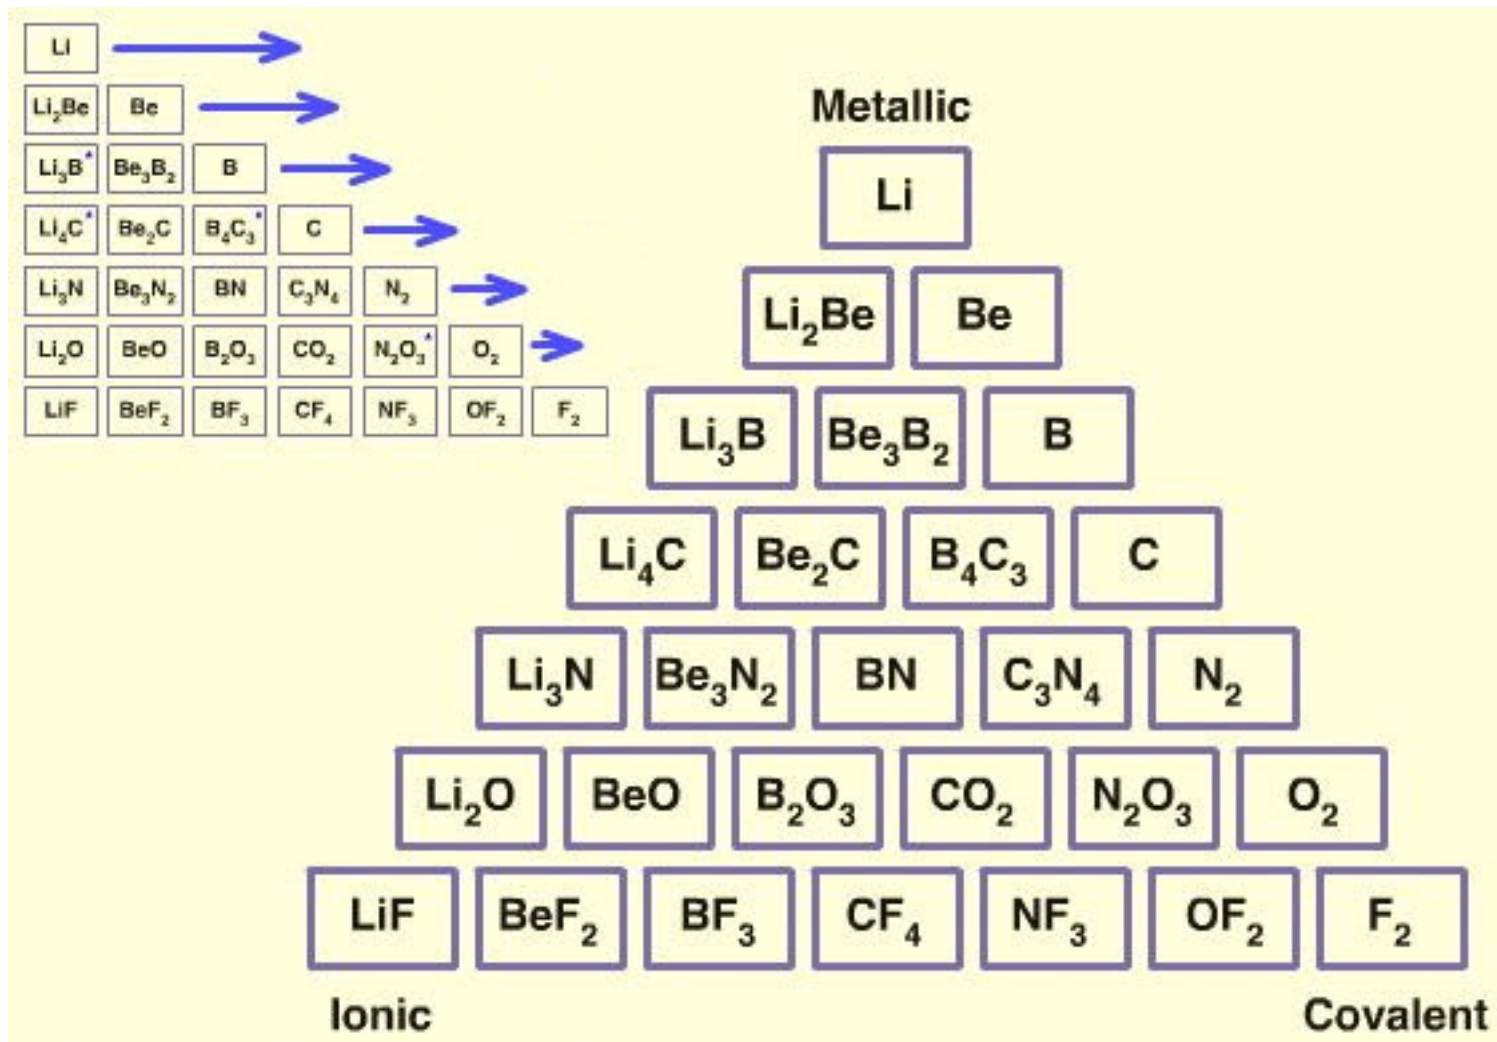 Li
Li₂Be Be
Li₃B* Be₃B₂ B
Li₄C* Be₂C B₄C₃* C
Li₃N Be₃N₂ BN C₃N₄ N₂
Li₂O BeO B₂O₃ CO₂ N₂O₃* O₂
LiF BeF₂ BF₃ CF₄ NF₃ OF₂ F₂
Metallic
Li
Li₂Be Be
Li₃B Be₃B₂ B
Li₄C Be₂C B₄C₃ C
Li₃N Be₃N₂ BN C₃N₄ N₂
Li₂O BeO B₂O₃ CO₂ N₂O₃ O₂
LiF BeF₂ BF₃ CF₄ NF₃ OF₂ F₂
Ionic Covalent